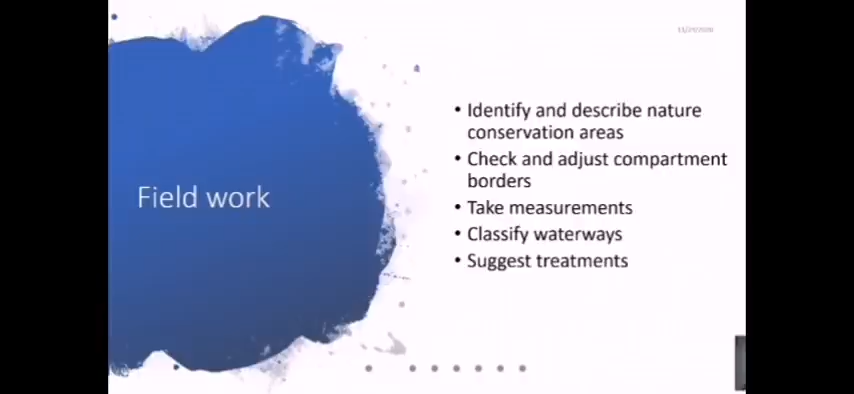 Field work
• Identify and describe nature
conservation areas
• Check and adjust compartment
borders
• Take measurements
• Classify waterways
• Suggest treatments